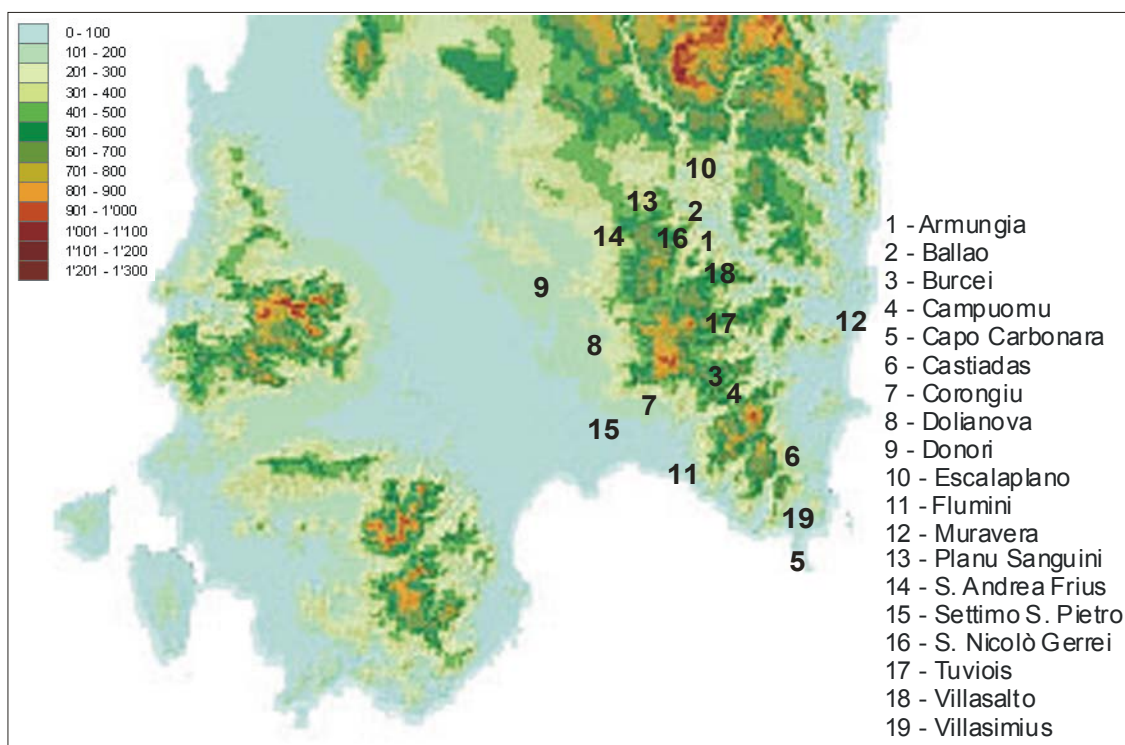 0 - 100
101 - 200
201 - 300
301 - 400
401 - 500
501 - 600
601 - 700
701 - 800
801 - 900
901 - 1'000
1'001 - 1'100
1'101 - 1'200
1'201 - 1'300
10
13
2
14
16
1
18
9
12
17
8
3
4
7
15
6
11
19
5
1 - Armungia
2 - Ballao
3 - Burcei
4 - Campuomu
5 - Capo Carbonara
6 - Castiadas
7 - Corongiu
8 - Dolianova
9 - Donori
10 - Escalaplano
11 - Flumini
12 - Muravera
13 - Planu Sanguini
14 - S. Andrea Frius
15 - Settimo S. Pietro
16 - S. Nicolò Gerrei
17 - Tuviois
18 - Villasalto
19 - Villasimius